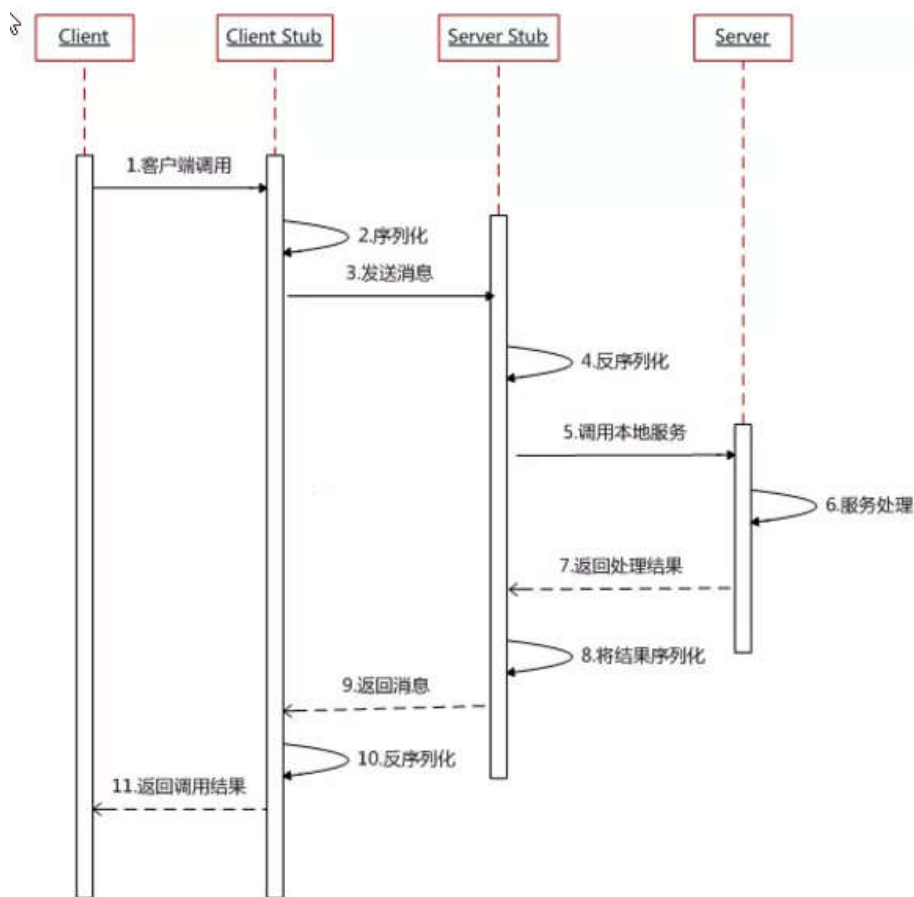 Client
Client Stub
Server Stub
Server
1.客户端调用
2.序列化
3.发送消息
4.反序列化
5.调用本地服务
6.服务处理
7.返回处理结果
8.将结果序列化
9.返回消息
10.反序列化
11.返回调用结果